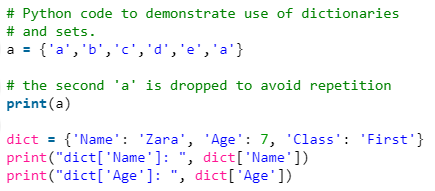 # Python code to demonstrate use of dictionaries
# and sets.
a = {'a','b','c','d','e','a'}
# the second 'a' is dropped to avoid repetition
print(a)
dict = {'Name': 'Zara', 'Age': 7, 'Class': 'First'}
print("dict['Name']: ", dict['Name'])
print("dict['Age']: ", dict['Age'])